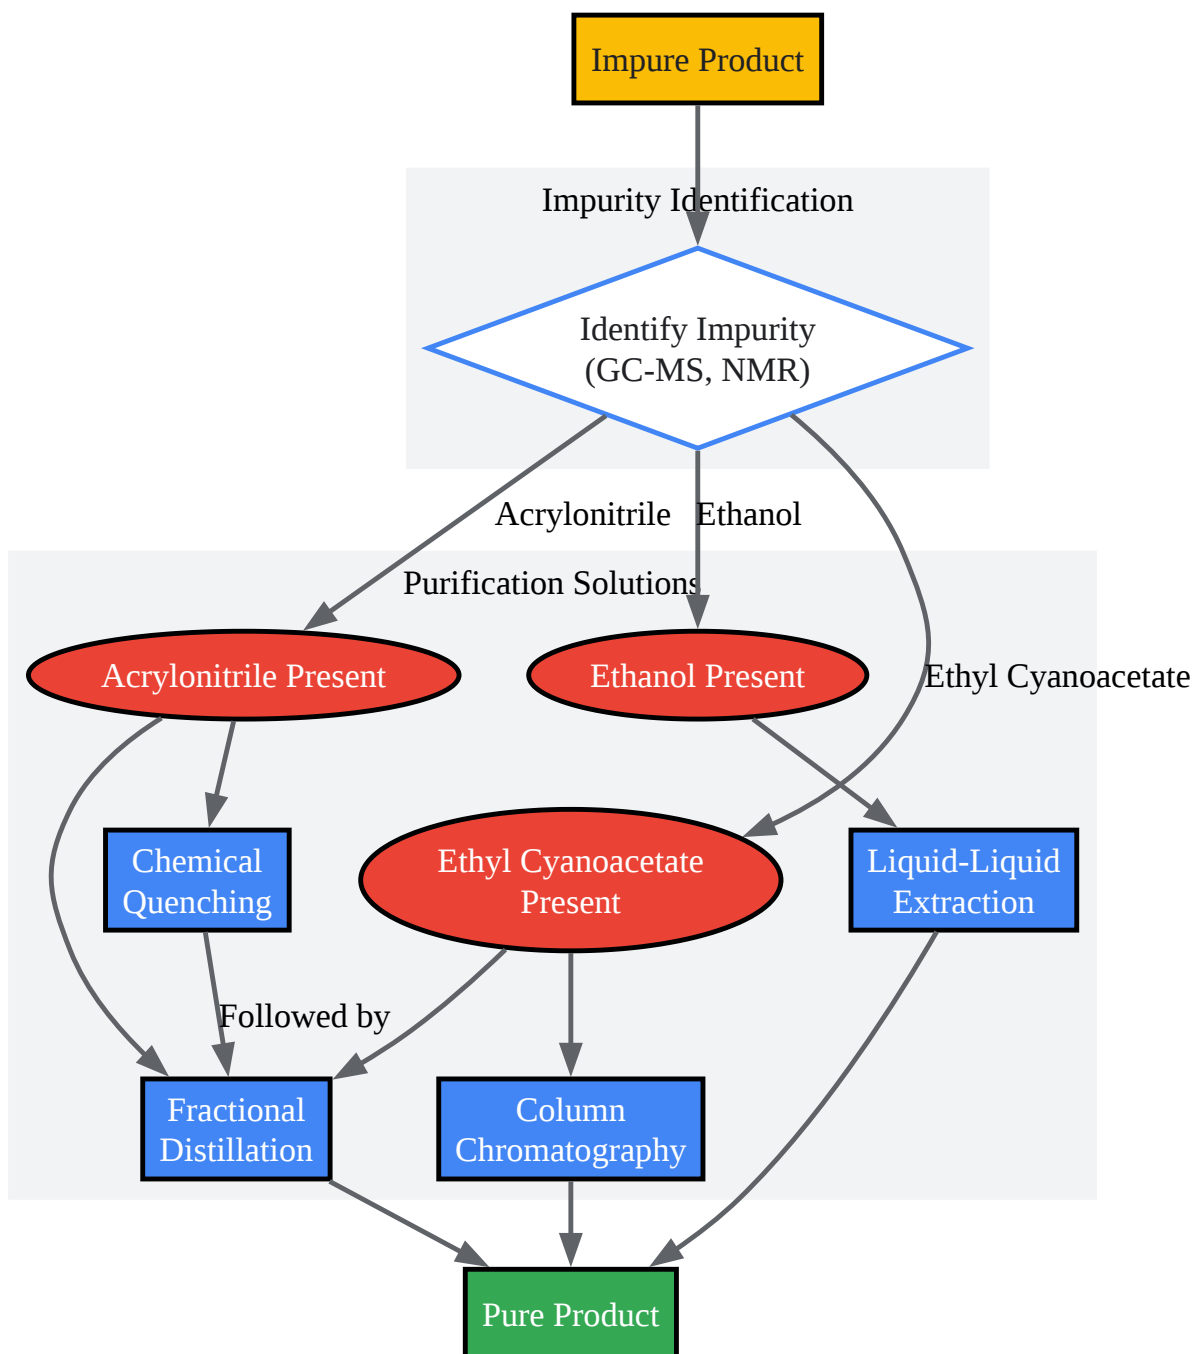 Impure Product
Impurity Identification
Identify Impurity
(GC-MS, NMR)
Acrylonitrile
Ethanol
Purification Solutions
Acrylonitrile Present
Ethanol Present
Ethyl Cyanoacetate
Chemical
Quenching
Ethyl Cyanoacetate
Present
Liquid-Liquid
Extraction
Followed by
Fractional
Distillation
Column
Chromatography
Pure Product